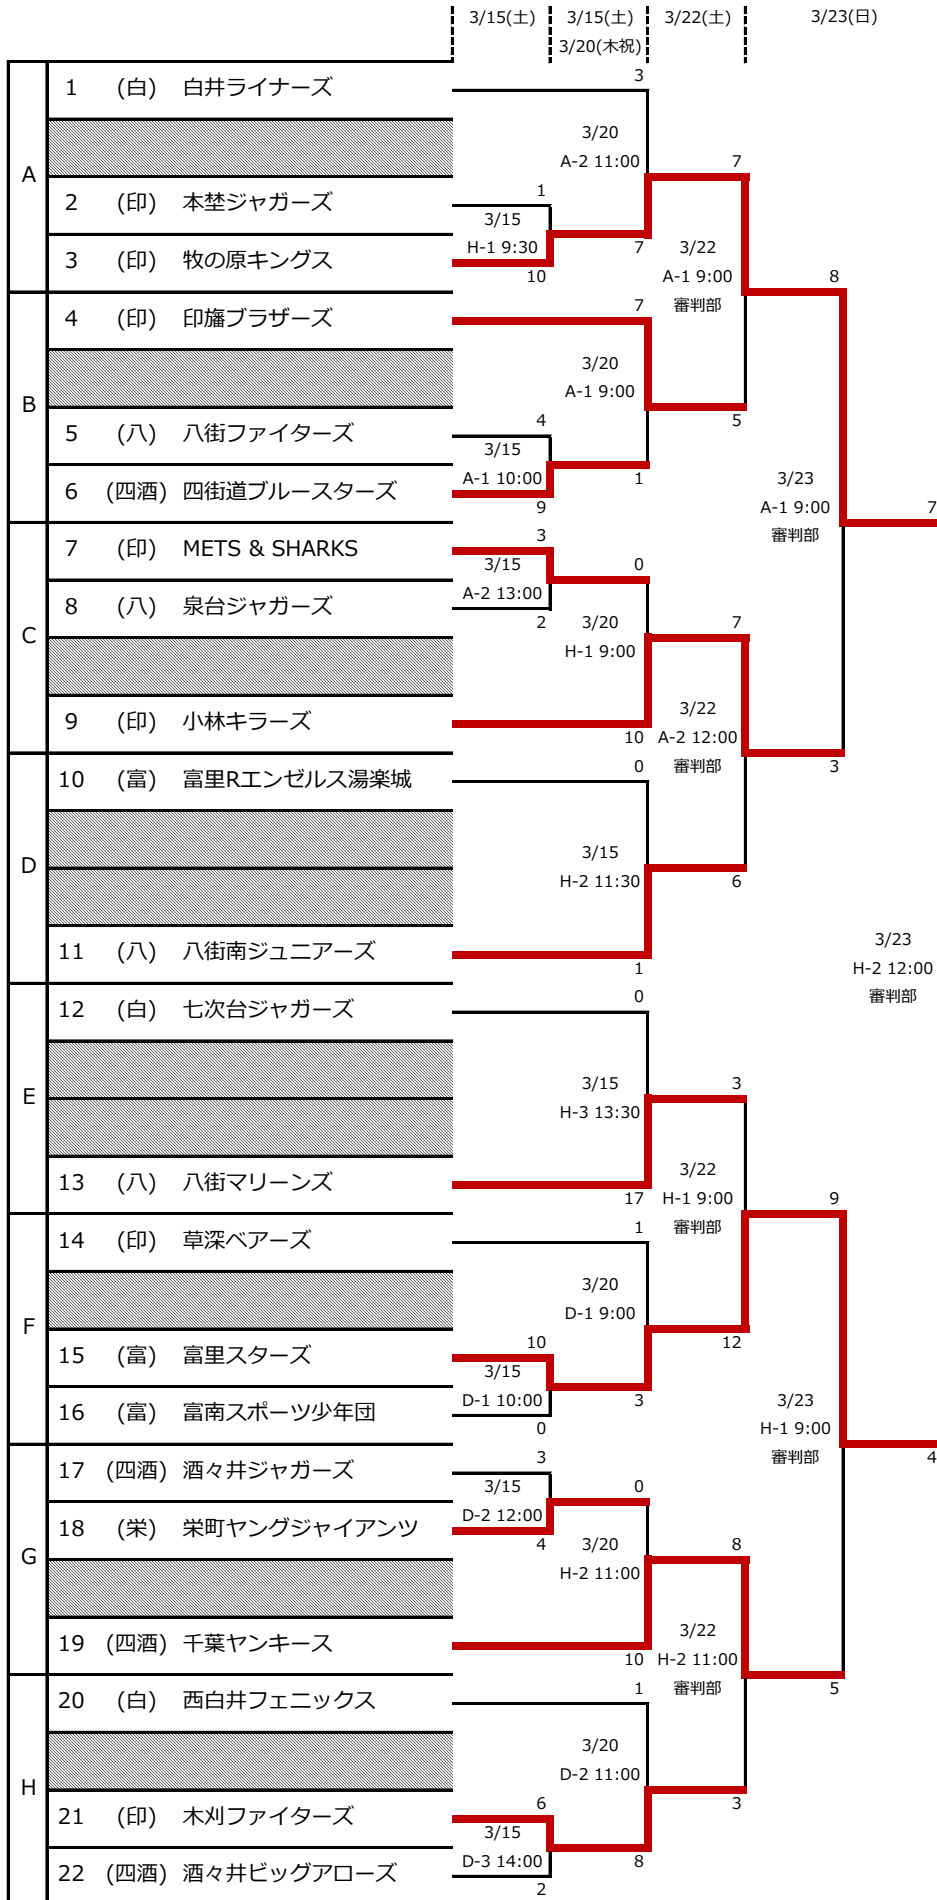 3/15(土) 3/15(土) 3/22(土) 3/23(日)
3/20(木祝)
A
1 (白) 白井ライナーズ 3
3/20
A-2 11:00 7
2 (印) 本埜ジャガーズ 1
3/15
H-1 9:30 7
3 (印) 牧の原キングス 10
3/22
A-1 9:00 8
審判部
B
4 (印) 印旛ブラザーズ 7
3/20
A-1 9:00
5 (八) 八街ファイターズ 4 5
3/15
A-1 10:00 1
6 (四酒) 四街道ブルースターズ 9
3/23
A-1 9:00 7
審判部
C
7 (印) METS & SHARKS 3
3/15 0
A-2 13:00
8 (八) 泉台ジャガーズ 2
3/20 7
H-1 9:00
9 (印) 小林キラーズ 10
3/22
A-2 12:00
審判部 3
D
10 (富) 富里Rエンゼルス湯楽城 0
3/15
H-2 11:30 6
11 (八) 八街南ジュニアーズ 1
3/23
H-2 12:00
審判部
E
12 (白) 七次台ジャガーズ 0
3/15 3
H-3 13:30
13 (八) 八街マリーンズ 17
3/22
H-1 9:00 9
審判部
F
14 (印) 草深ベアーズ 1
3/20
D-1 9:00
15 (富) 富里スターズ 10 12
3/15
D-1 10:00 3
16 (富) 富南スポーツ少年団 0
3/23
H-1 9:00
審判部 4
G
17 (四酒) 酒々井ジャガーズ 3
3/15 0
D-2 12:00
18 (栄) 栄町ヤングジャイアンツ 4
3/20 8
H-2 11:00
19 (四酒) 千葉ヤンキース 10
3/22
H-2 11:00
審判部 5
H
20 (白) 西白井フェニックス 1
3/20
D-2 11:00
21 (印) 木刈ファイターズ 6 3
3/15
D-3 14:00 8
22 (四酒) 酒々井ビッグアローズ 2